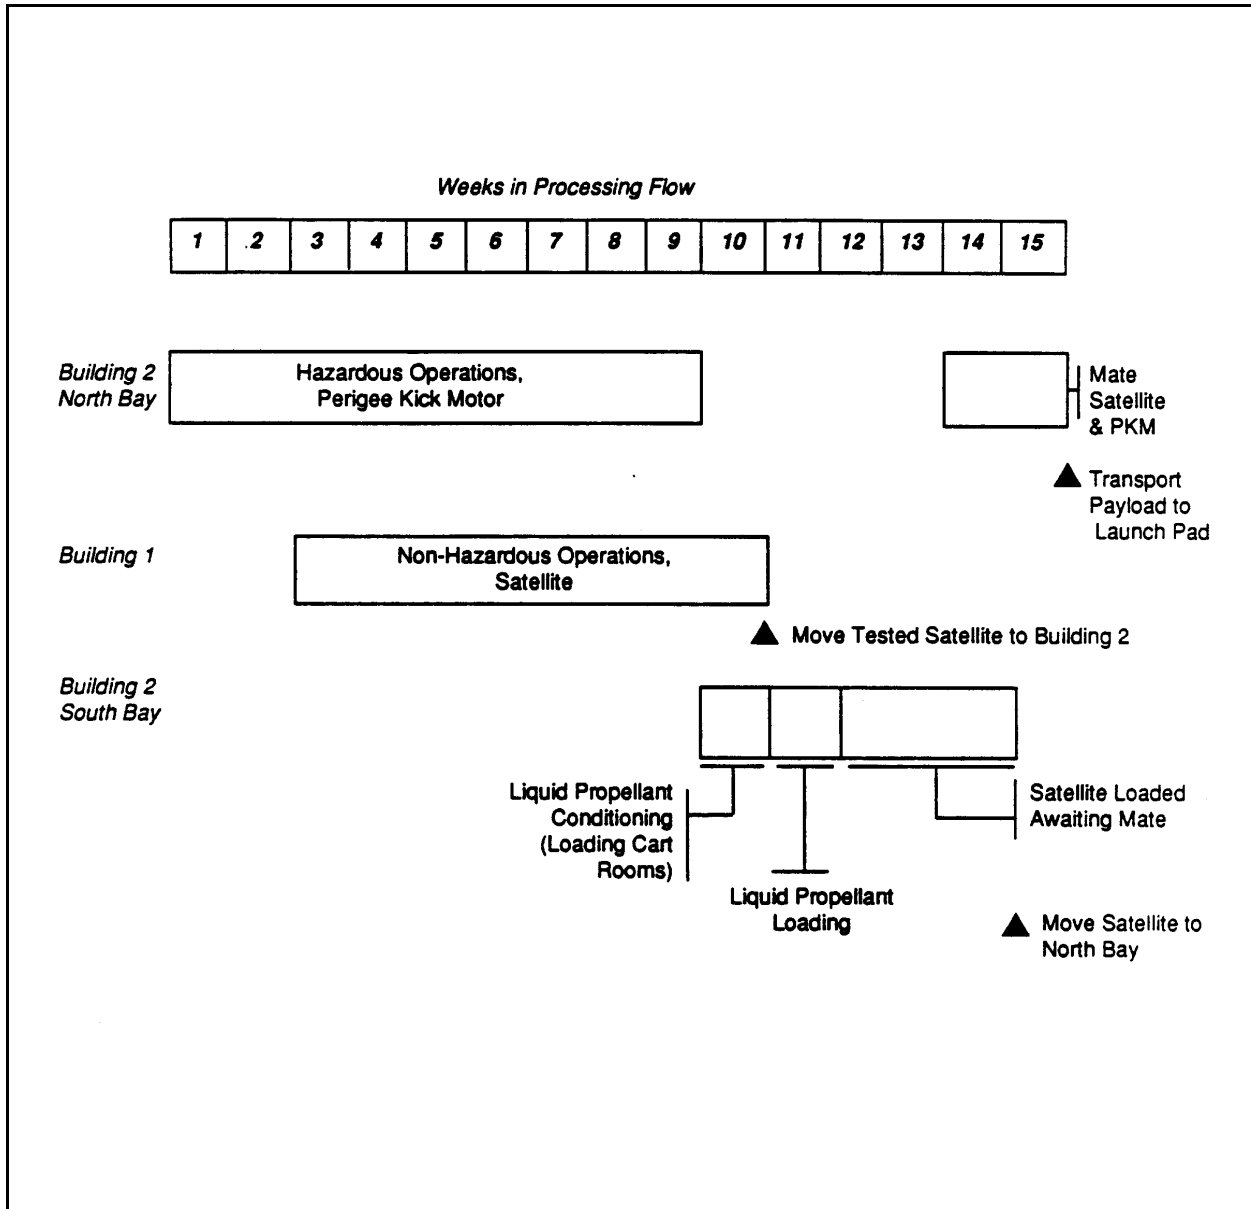 Weeks in Processing Flow
1 2 3 4 5 6 7 8 9 10 11 12 13 14 15
Building 2
North Bay
Hazardous Operations,
Perigee Kick Motor
Mate
Satellite
& PKM
Transport
Payload to
Launch Pad
Building 1
Non-Hazardous Operations,
Satellite
Move Tested Satellite to Building 2
Building 2
South Bay
Liquid Propellant
Conditioning
(Loading Cart
Rooms)
Liquid Propellant
Loading
Satellite Loaded
Awaiting Mate
Move Satellite to
North Bay